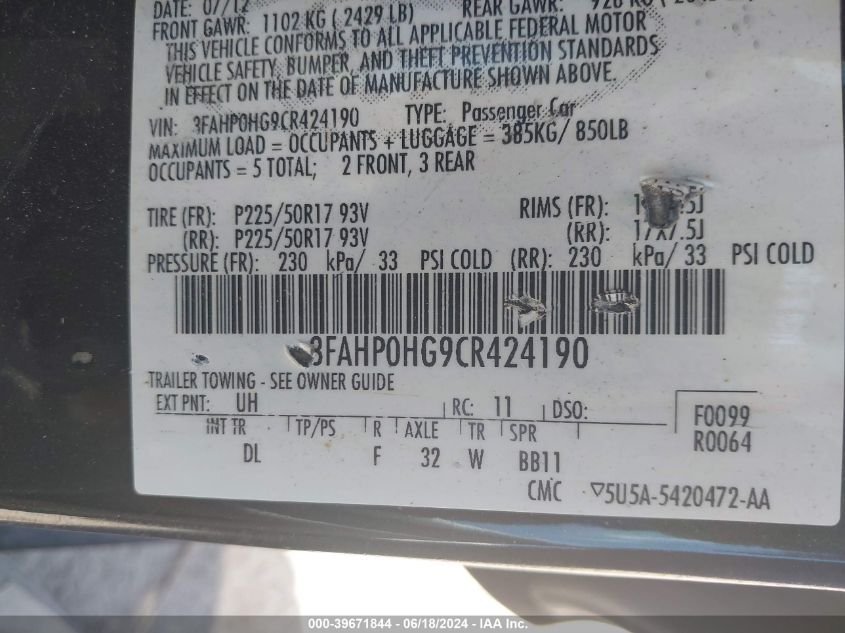 DATE: 07/12
FRONT GAWR: 1102 KG ( 2429 LB) REAR GAWR: 926 KG
THIS VEHICLE CONFORMS TO ALL APPLICABLE FEDERAL MOTOR
VEHICLE SAFETY, BUMPER, AND THEFT PREVENTION STANDARDS
IN EFFECT ON THE DATE OF MANUFACTURE SHOWN ABOVE.
VIN: 3FAHP0HG9CR424190 TYPE: Passenger Car
MAXIMUM LOAD = OCCUPANTS + LUGGAGE = 385KG/ 850LB
OCCUPANTS = 5 TOTAL; 2 FRONT, 3 REAR
TIRE (FR): P225/50R17 93V RIMS (FR): .5J
(RR): P225/50R17 93V (RR): 17X7.5J
PRESSURE (FR): 230 kPa/ 33 PSI COLD (RR): 230 kPa/ 33 PSI COLD
3FAHP0HG9CR424190
TRAILER TOWING - SEE OWNER GUIDE
EXT PNT: UH RC: 11 DSO:
INT TR TP/PS R AXLE TR SPR
DL F 32 W BB11
F0099
R0064
CMC ▽5U5A-5420472-AA
000-39671844 - 06/18/2024 - IAA Inc.